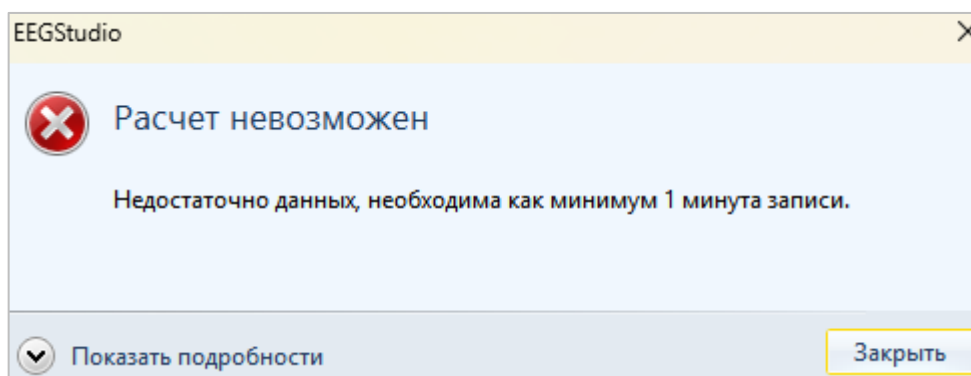 EEGStudio
Расчет невозможен
Недостаточно данных, необходима как минимум 1 минута записи.
Показать подробности
Закрыть